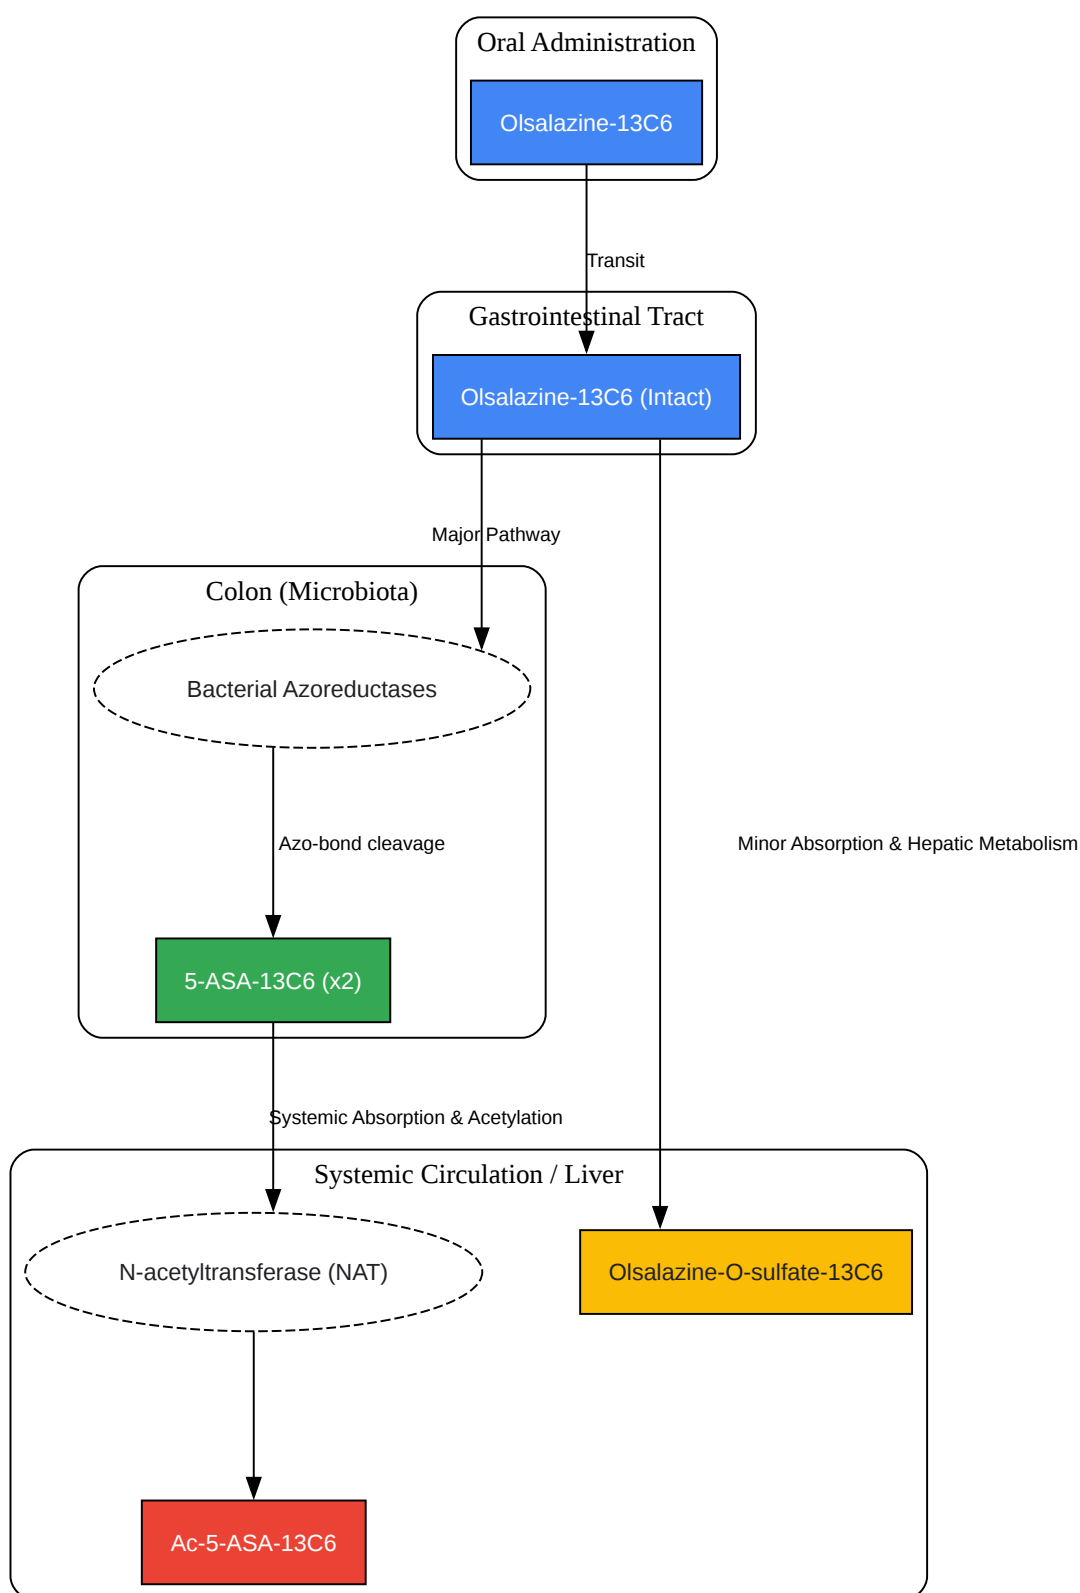 Oral Administration
Olsalazine-13C6
Transit
Gastrointestinal Tract
Olsalazine-13C6 (Intact)
Major Pathway
Colon (Microbiota)
Bacterial Azoreductases
Azo-bond cleavage
Minor Absorption & Hepatic Metabolism
5-ASA-13C6 (x2)
Systemic Absorption & Acetylation
Systemic Circulation / Liver
N-acetyltransferase (NAT)
Olsalazine-O-sulfate-13C6
Ac-5-ASA-13C6